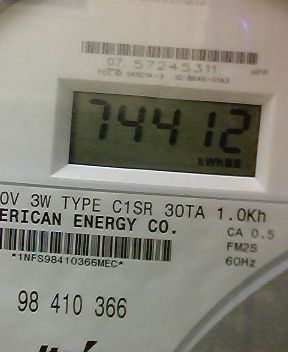 07 57245311
74412
kWh
0V 3W TYPE C1SR 30TA 1.0Kh
ERICAN ENERGY CO.
CA 0.5
FM2S
60Hz
*1NFS98410366MEC*
98 410 366